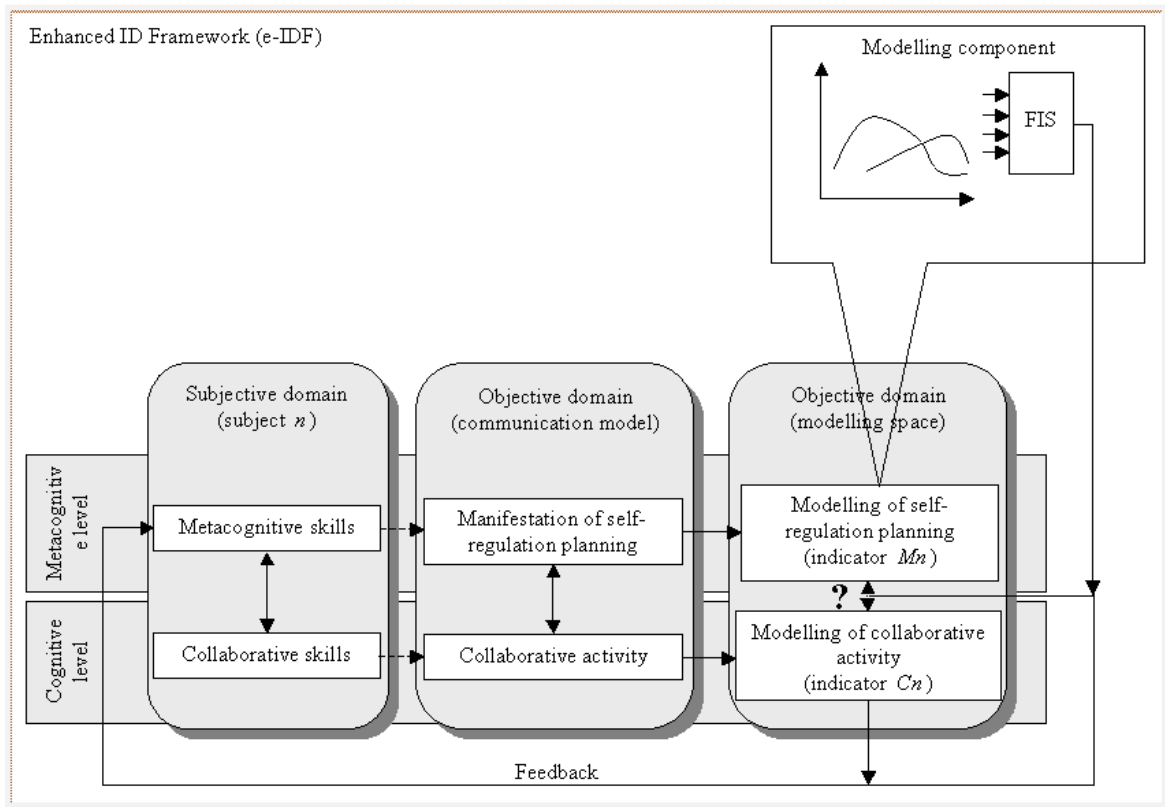 Enhanced ID Framework (e-IDF)
Modelling component
FIS
Subjective domain
(subject n)
Objective domain
(communication model)
Objective domain
(modelling space)
Metacognitiv
e level
Metacognitive skills
Manifestation of self-
regulation planning
Modelling of self-
regulation planning
(indicator Mn)
?
Cognitive
level
Collaborative skills
Collaborative activity
Modelling of collaborative
activity
(indicator Cn)
Feedback